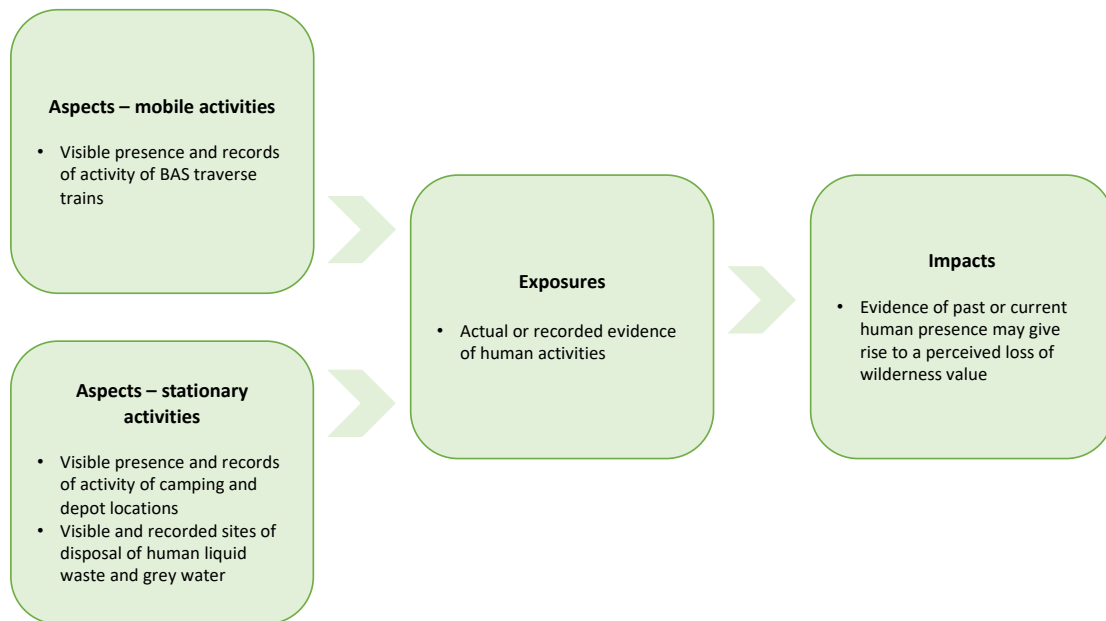 Aspects – mobile activities
• Visible presence and records
of activity of BAS traverse
trains
Aspects – stationary
activities
• Visible presence and records
of activity of camping and
depot locations
• Visible and recorded sites of
disposal of human liquid
waste and grey water
Exposures
• Actual or recorded evidence
of human activities
Impacts
• Evidence of past or current
human presence may give
rise to a perceived loss of
wilderness value